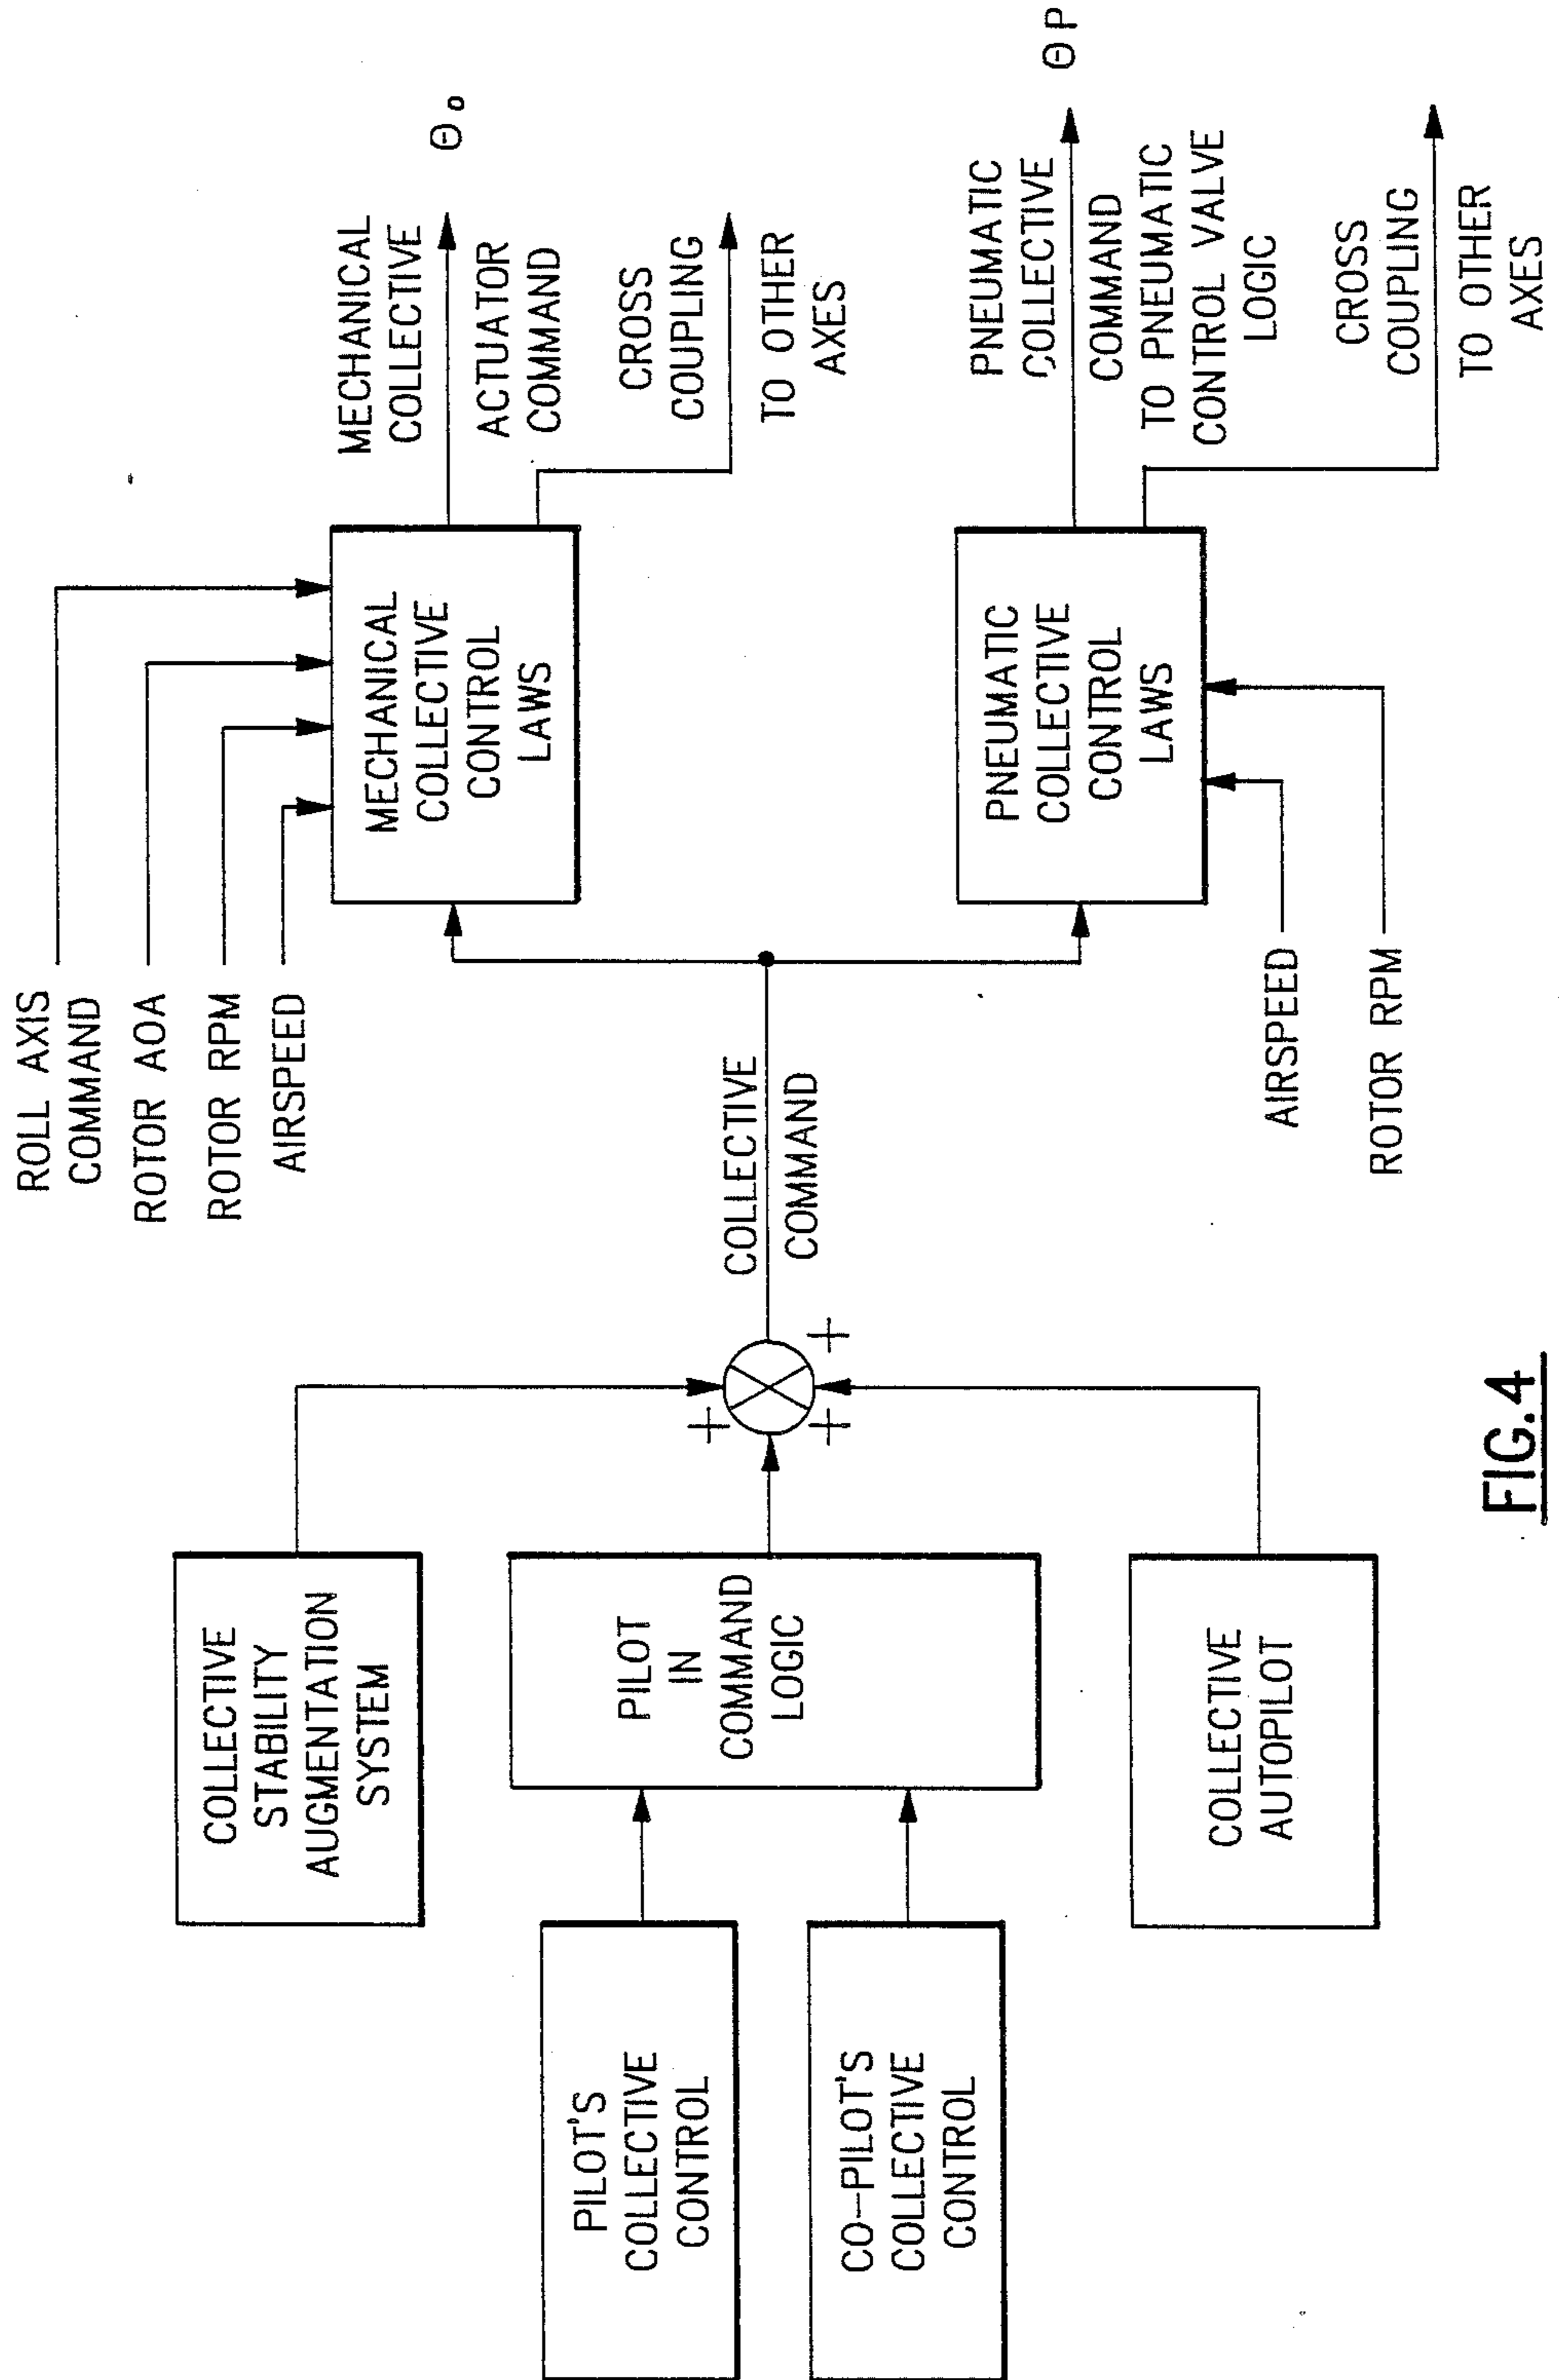 PILOT'S
COLLECTIVE
CONTROL
CO-PILOT'S
COLLECTIVE
CONTROL
COLLECTIVE
STABILITY
AUGMENTATION
SYSTEM
PILOT
IN
COMMAND
LOGIC
COLLECTIVE
AUTOPILOT
+
+
+
COLLECTIVE
COMMAND
ROLL AXIS
COMMAND
ROTOR AOA
ROTOR RPM
AIRSPEED
MECHANICAL
COLLECTIVE
CONTROL
LAWS
MECHANICAL
COLLECTIVE
ACTUATOR
COMMAND
Θo
CROSS
COUPLING
TO OTHER
AXES
PNEUMATIC
COLLECTIVE
CONTROL
LAWS
AIRSPEED
ROTOR RPM
PNEUMATIC
COLLECTIVE
COMMAND
TO PNEUMATIC
CONTROL VALVE
LOGIC
ΘP
CROSS
COUPLING
TO OTHER
AXES
FIG.4